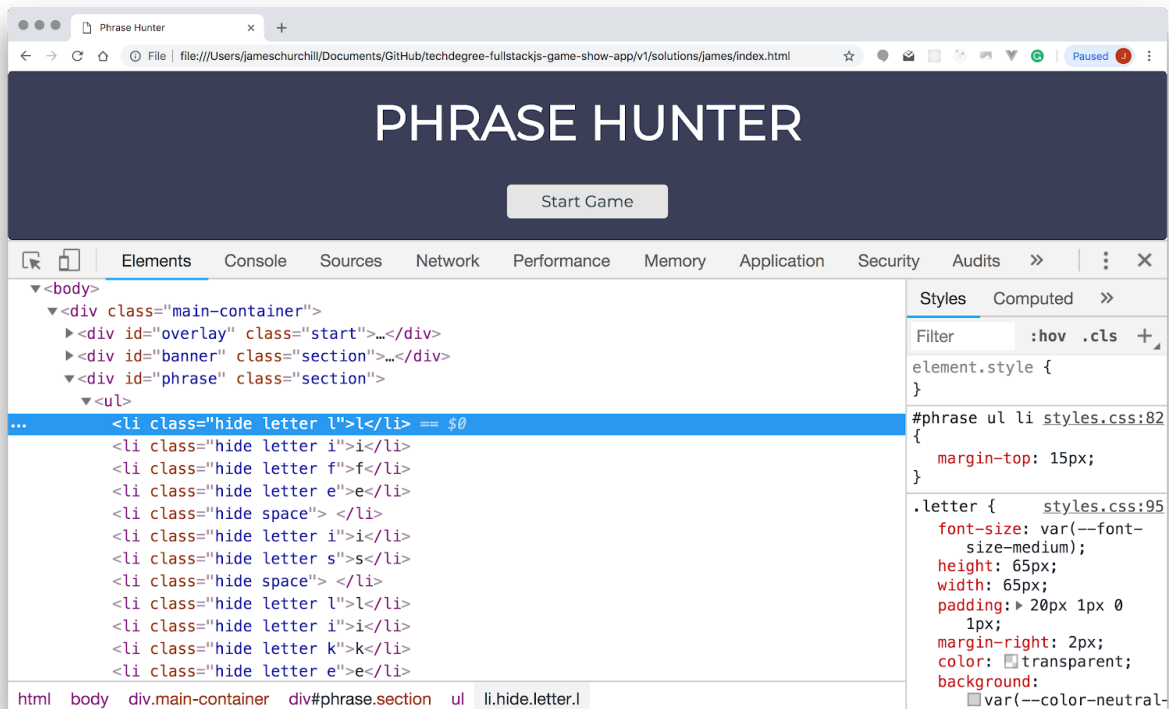 Phrase Hunter
File file:///Users/jameschurchill/Documents/GitHub/techdegree-fullstackjs-game-show-app/v1/solutions/james/index.html Paused J
PHRASE HUNTER
Start Game
Elements Console Sources Network Performance Memory Application Security Audits
<body>
<div class="main-container">
<div id="overlay" class="start">…</div>
<div id="banner" class="section">…</div>
<div id="phrase" class="section">
<ul>
... <li class="hide letter l">l</li> == $0
<li class="hide letter i">i</li>
<li class="hide letter f">f</li>
<li class="hide letter e">e</li>
<li class="hide space"> </li>
<li class="hide letter i">i</li>
<li class="hide letter s">s</li>
<li class="hide space"> </li>
<li class="hide letter l">l</li>
<li class="hide letter i">i</li>
<li class="hide letter k">k</li>
<li class="hide letter e">e</li>
html body div.main-container div#phrase.section ul li.hide.letter.l
Styles Computed
Filter :hov .cls
element.style {
}
#phrase ul li styles.css:82
{
margin-top: 15px;
}
.letter { styles.css:95
font-size: var(--font-
size-medium);
height: 65px;
width: 65px;
padding: 20px 1px 0
1px;
margin-right: 2px;
color: transparent;
background:
var(--color-neutral-